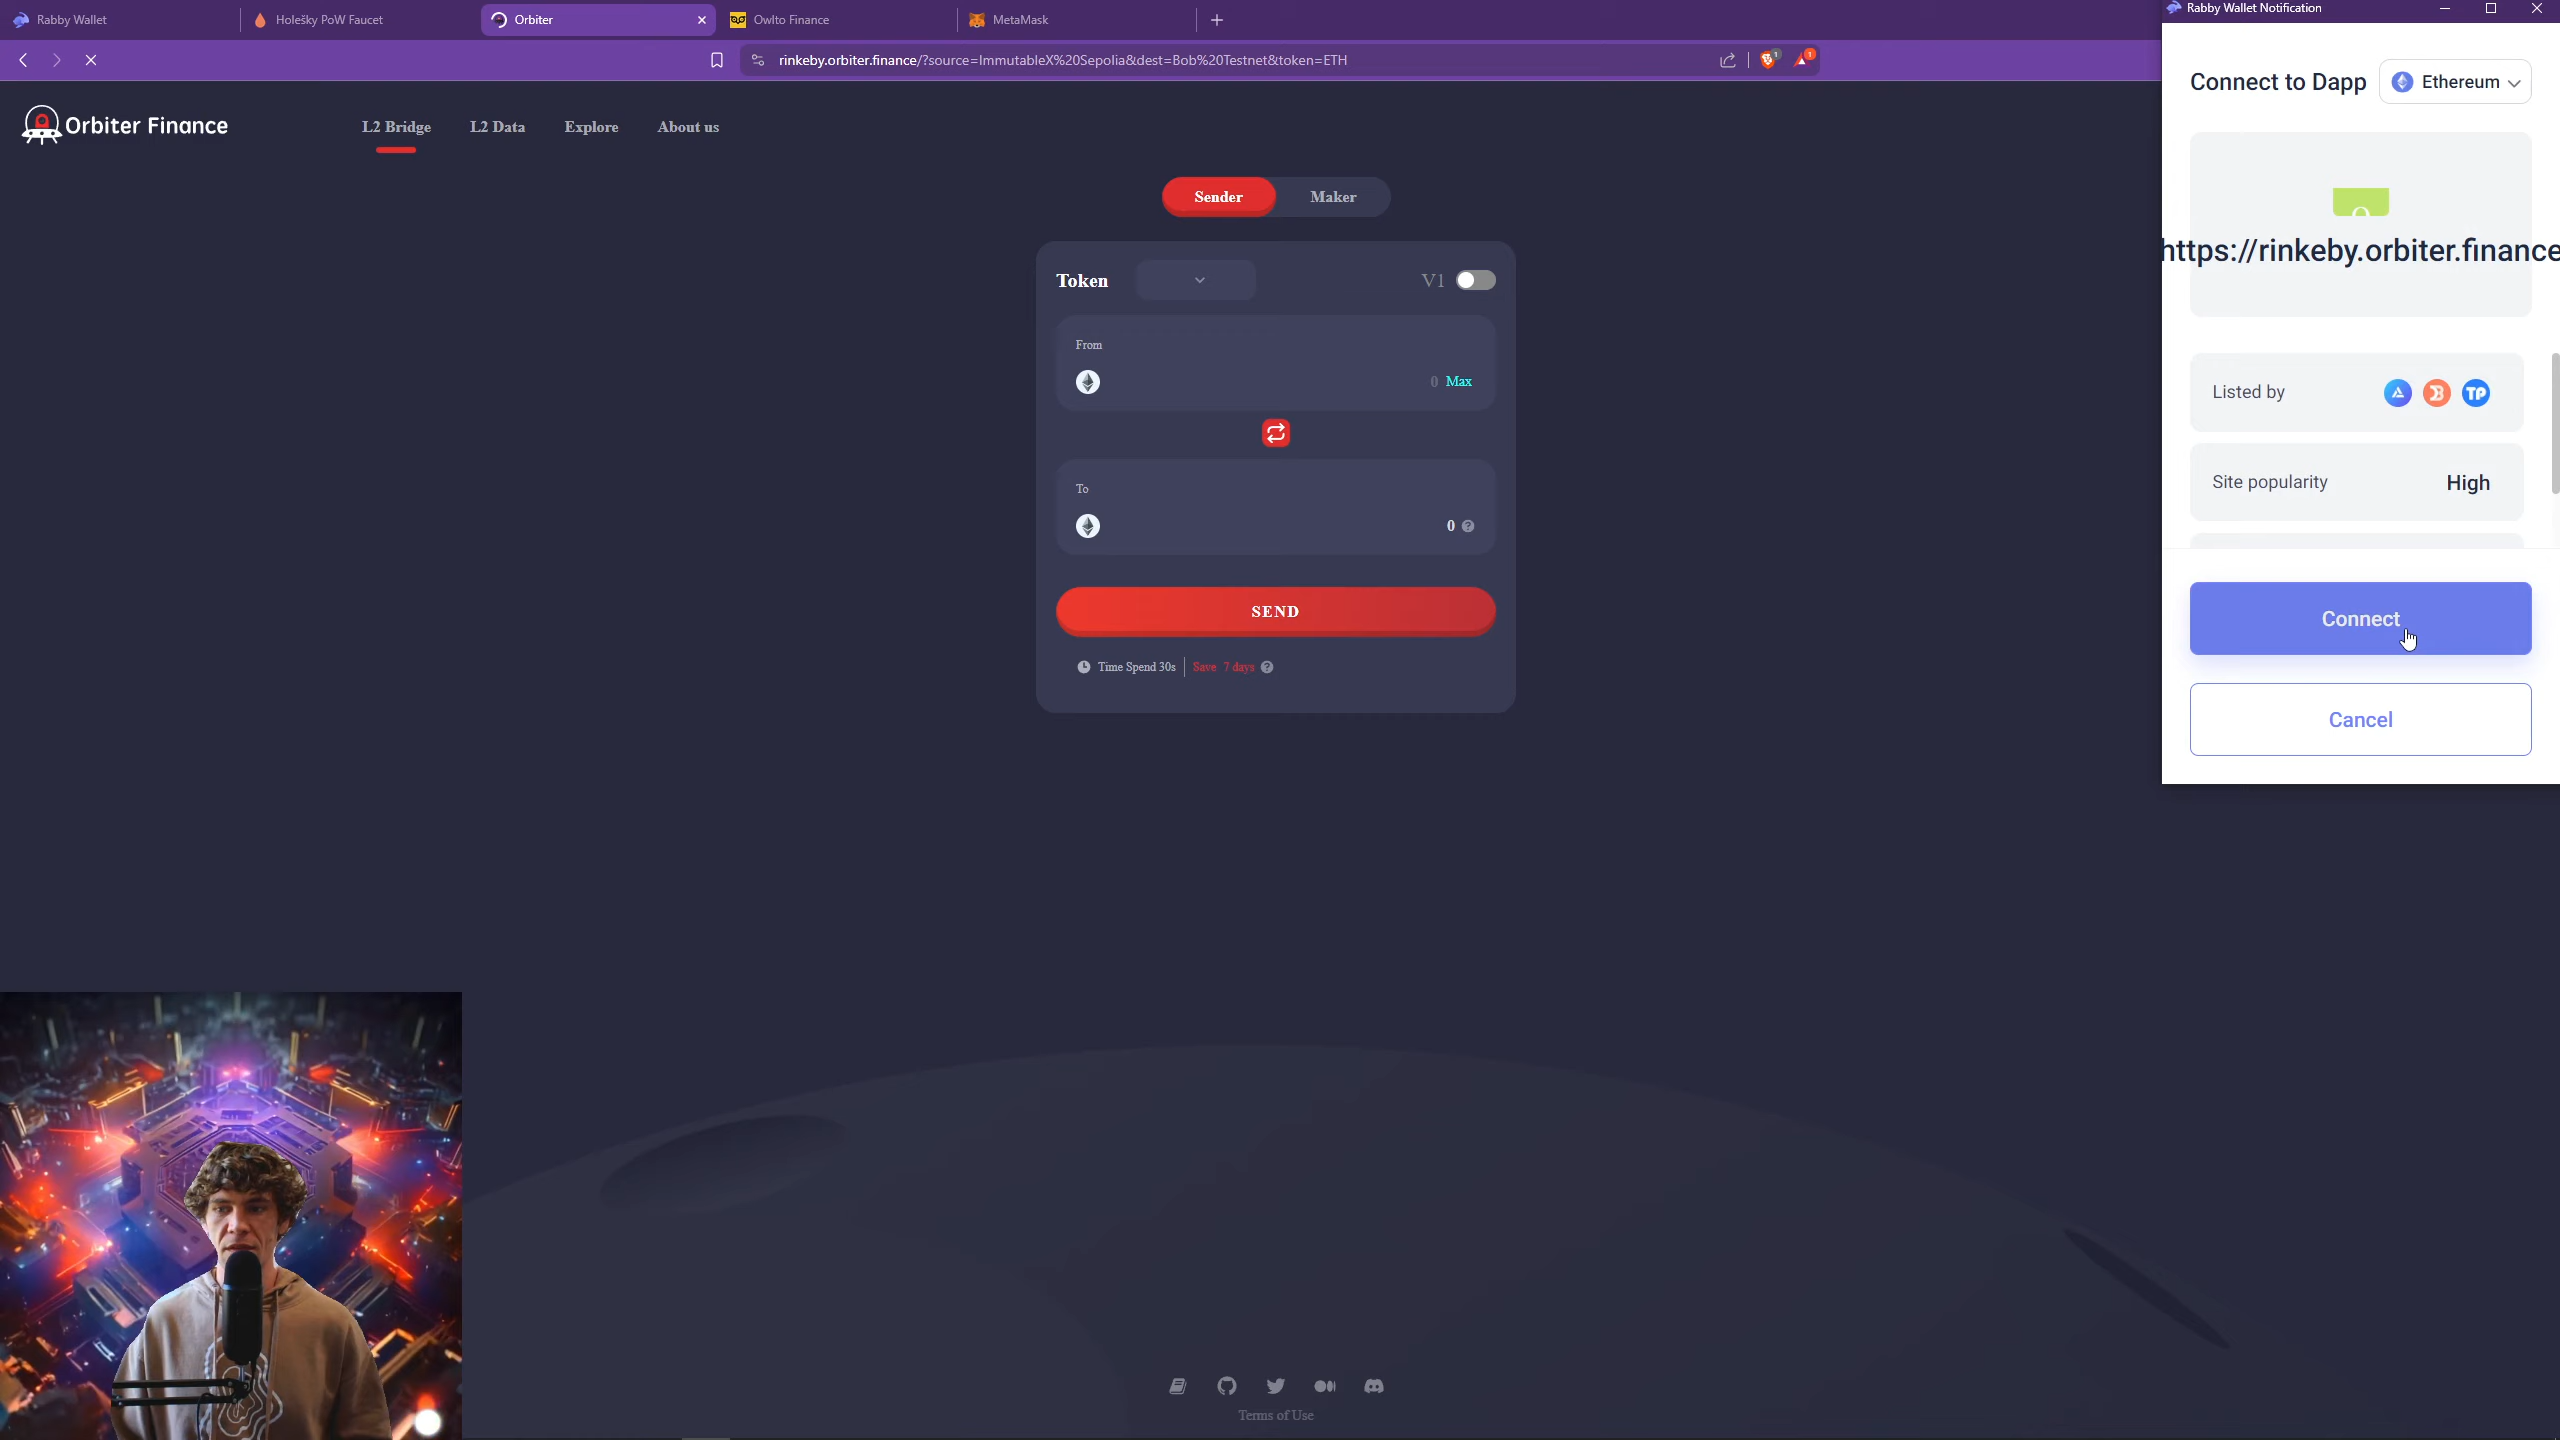 Rabby Wallet
Holešky PoW Faucet
Orbiter
Owlto Finance
MetaMask
rinkeby.orbiter.finance/?source=ImmutableX%20Sepolia&dest=Bob%20Testnet&token=ETH
1
1
Orbiter Finance
L2 Bridge
L2 Data
Explore
About us
Sender
Maker
Token
V1
From
0 Max
To
0
SEND
Time Spend 30s
Save 7 days
Terms of Use
Rabby Wallet Notification
Connect to Dapp
Ethereum
https://rinkeby.orbiter.finance
Listed by
TP
Site popularity
High
Connect
Cancel